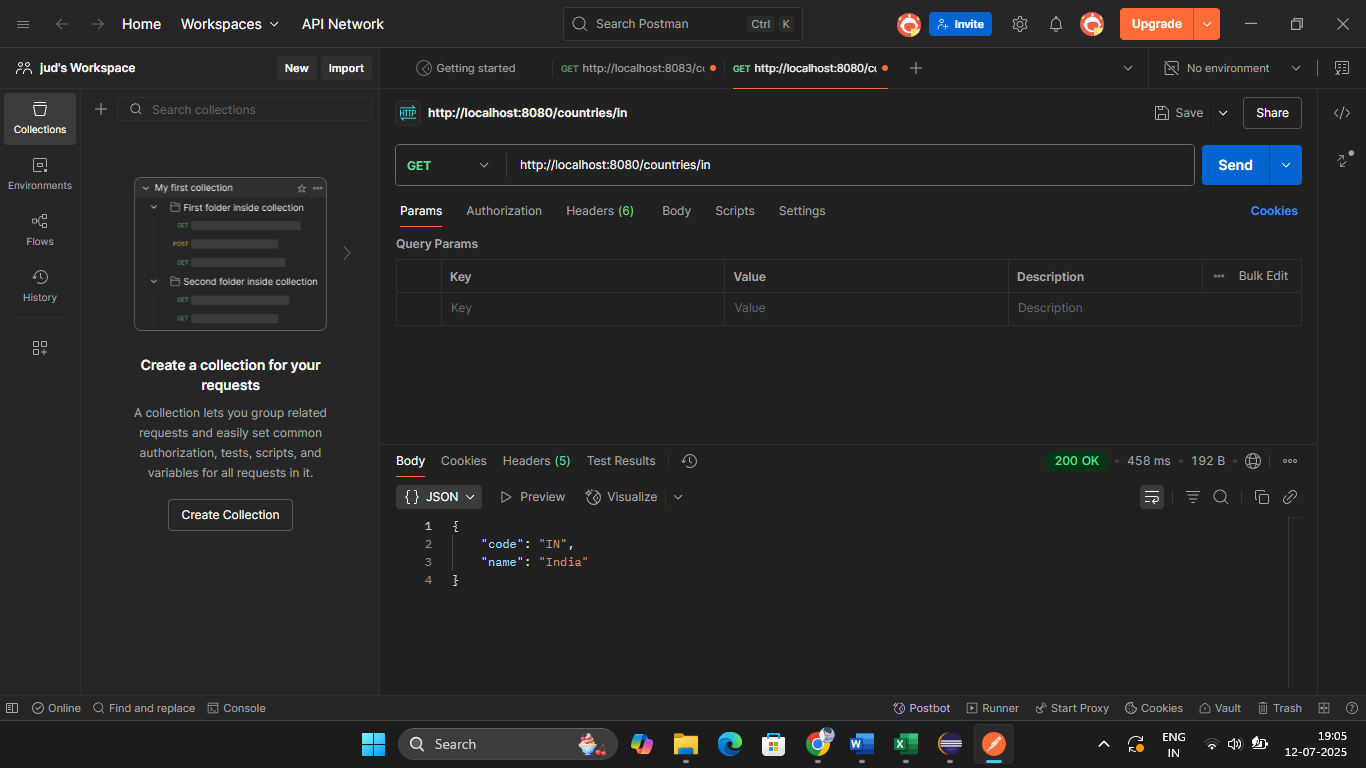 Home Workspaces API Network Search Postman Ctrl K Invite Upgrade
jud's Workspace New Import Getting started GET http://localhost:8083/c GET http://localhost:8080/c No environment
Collections Search collections
HTTP http://localhost:8080/countries/in Save Share
Environments
GET http://localhost:8080/countries/in Send
Flows
History
Params Authorization Headers (6) Body Scripts Settings Cookies
Query Params
Key Value Description Bulk Edit
Key Value Description
My first collection
First folder inside collection
GET
POST
GET
Second folder inside collection
GET
GET
Create a collection for your
requests
A collection lets you group related
requests and easily set common
authorization, tests, scripts, and
variables for all requests in it.
Create Collection
Body Cookies Headers (5) Test Results 200 OK 458 ms 192 B
{} JSON Preview Visualize
1 {
2 "code": "IN",
3 "name": "India"
4 }
Online Find and replace Console Postbot Runner Start Proxy Cookies Vault Trash
Search ENG 19:05
IN 12-07-2025